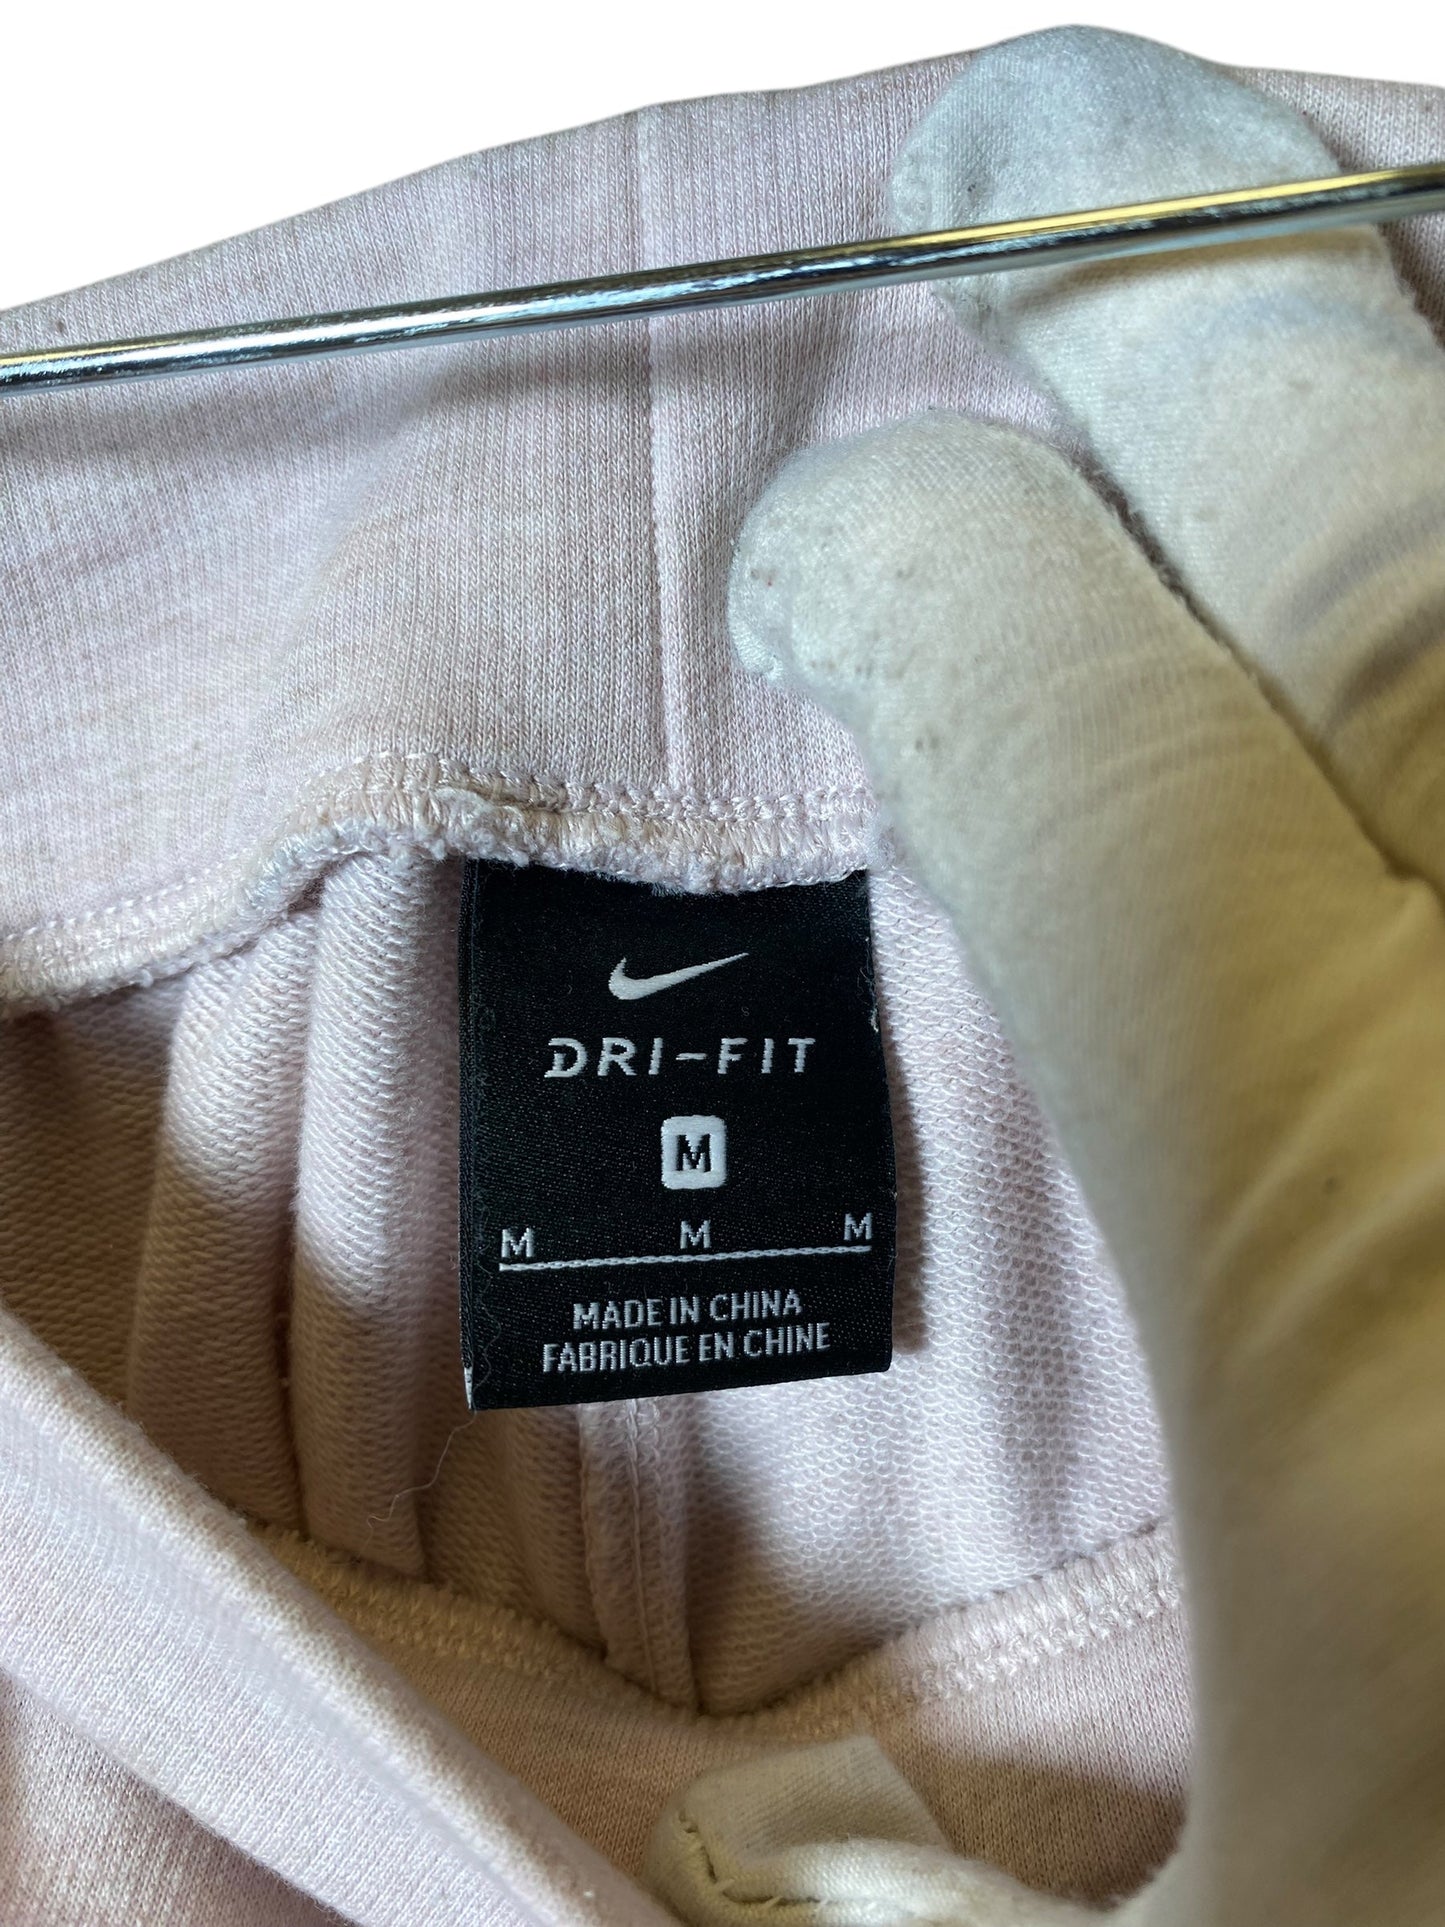 DRI-FIT
M
M M M
MADE IN CHINA
FABRIQUE EN CHINE